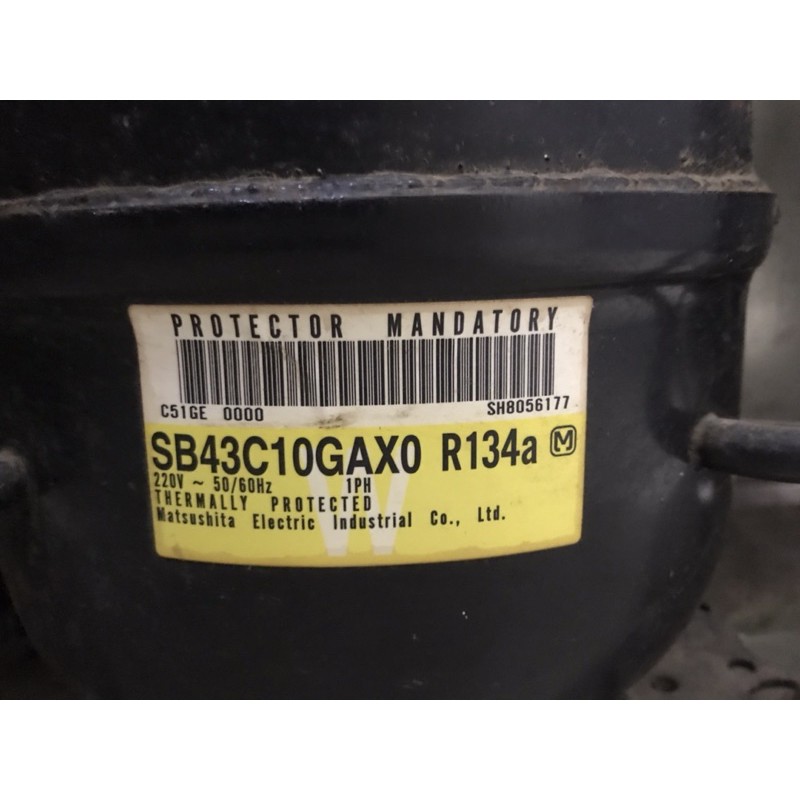 PROTECTOR MANDATORY
C51GE 0000 SH8056177
SB43C10GAX0 R134a M
220V ~ 50/60Hz 1PH
THERMALLY PROTECTED
Matsushita Electric Industrial Co., Ltd.
W